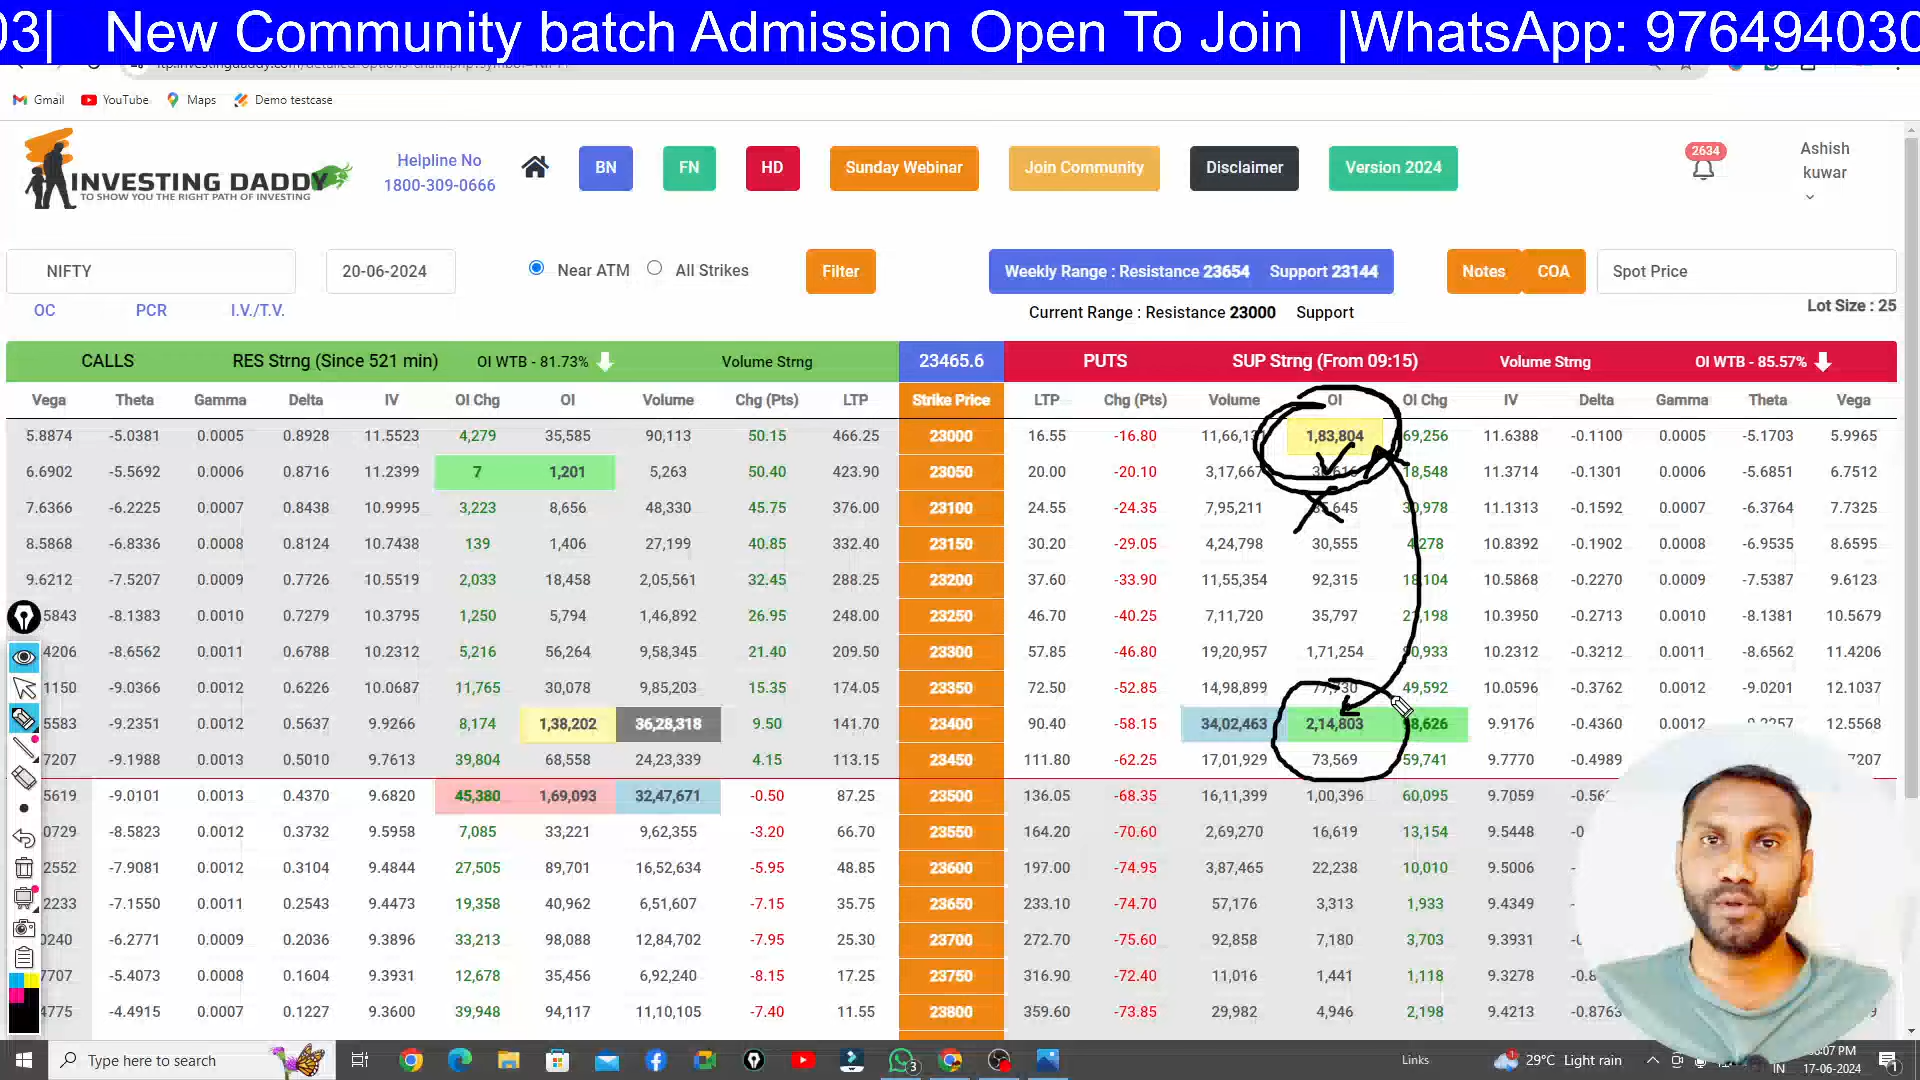 03| New Community batch Admission Open To Join |WhatsApp: 976494030
Gmail YouTube Maps Demo testcase
INVESTING DADDY
TO SHOW YOU THE RIGHT PATH OF INVESTING
Helpline No
1800-309-0666
BN FN HD Sunday Webinar Join Community Disclaimer Version 2024
2634
Ashish
kuwar
NIFTY 20-06-2024 Near ATM All Strikes Filter Weekly Range : Resistance 23654 Support 23144 Notes COA Spot Price
OC PCR I.V./T.V. Current Range : Resistance 23000 Support Lot Size : 25
CALLS RES Strng (Since 521 min) OI WTB - 81.73% Volume Strng 23465.6 PUTS SUP Strng (From 09:15) Volume Strng OI WTB - 85.57%
Vega Theta Gamma Delta IV OI Chg OI Volume Chg (Pts) LTP Strike Price LTP Chg (Pts) Volume OI OI Chg IV Delta Gamma Theta Vega
5.8874 -5.0381 0.0005 0.8928 11.5523 4,279 35,585 90,113 50.15 466.25 23000 16.55 -16.80 1,83,804 69,256 11.6388 -0.1100 0.0005 -5.1703 5.9965
6.6902 -5.5692 0.0006 0.8716 11.2399 7 1,201 5,263 50.40 423.90 23050 20.00 -20.10 3,17,667 18,548 11.3714 -0.1301 0.0006 -5.6851 6.7512
7.6366 -6.2225 0.0007 0.8438 10.9995 3,223 8,656 48,330 45.75 376.00 23100 24.55 -24.35 7,95,211 11.1313 -0.1592 0.0007 -6.3764 7.7325
8.5868 -6.8336 0.0008 0.8124 10.7438 139 1,406 27,199 40.85 332.40 23150 30.20 -29.05 4,24,798 30,555 4,278 10.8392 -0.1902 0.0008 -6.9535 8.6595
9.6212 -7.5207 0.0009 0.7726 10.5519 2,033 18,458 2,05,561 32.45 288.25 23200 37.60 -33.90 11,55,354 92,315 18,104 10.5868 -0.2270 0.0009 -7.5387 9.6123
5843 -8.1383 0.0010 0.7279 10.3795 1,250 5,794 1,46,892 26.95 248.00 23250 46.70 -40.25 7,11,720 35,797 10.3950 -0.2713 0.0010 -8.1381 10.5679
4206 -8.6562 0.0011 0.6788 10.2312 5,216 56,264 9,58,345 21.40 209.50 23300 57.85 -46.80 19,20,957 1,71,254 10.2312 -0.3212 0.0011 -8.6562 11.4206
1150 -9.0366 0.0012 0.6226 10.0687 11,765 30,078 9,85,203 15.35 174.05 23350 72.50 -52.85 14,98,899 49,592 10.0596 -0.3762 0.0012 -9.0201 12.1037
5583 -9.2351 0.0012 0.5637 9.9266 8,174 1,38,202 36,28,318 9.50 141.70 23400 90.40 -58.15 34,02,463 2,14,803 9.9176 -0.4360 0.0012 12.5568
7207 -9.1988 0.0013 0.5010 9.7613 39,804 68,558 24,23,339 4.15 113.15 23450 111.80 -62.25 17,01,929 73,569 59,741 9.7770 -0.4989 7207
5619 -9.0101 0.0013 0.4370 9.6820 45,380 1,69,093 32,47,671 -0.50 87.25 23500 136.05 -68.35 16,11,399 1,00,396 60,095 9.7059
0729 -8.5823 0.0012 0.3732 9.5958 7,085 33,221 9,62,355 -3.20 66.70 23550 164.20 -70.60 2,69,270 16,619 13,154 9.5448
2552 -7.9081 0.0012 0.3104 9.4844 27,505 89,701 16,52,634 -5.95 48.85 23600 197.00 -74.95 3,87,465 22,238 10,010 9.5006
2233 -7.1550 0.0011 0.2543 9.4473 19,358 40,962 6,51,607 -7.15 35.75 23650 233.10 -74.70 57,176 3,313 1,933 9.4349
0240 -6.2771 0.0009 0.2036 9.3896 33,213 98,088 12,84,702 -7.95 25.30 23700 272.70 -75.60 92,858 7,180 3,703 9.3931
7707 -5.4073 0.0008 0.1604 9.3931 12,678 35,456 6,92,240 -8.15 17.25 23750 316.90 -72.40 11,016 1,441 1,118 9.3278
4775 -4.4915 0.0007 0.1227 9.3600 39,948 94,117 11,10,105 -7.40 11.55 23800 359.60 -73.85 29,982 4,946 2,198 9.4213 -0.8763
Type here to search 3 Links 29°C Light rain IN 17-06-2024 1